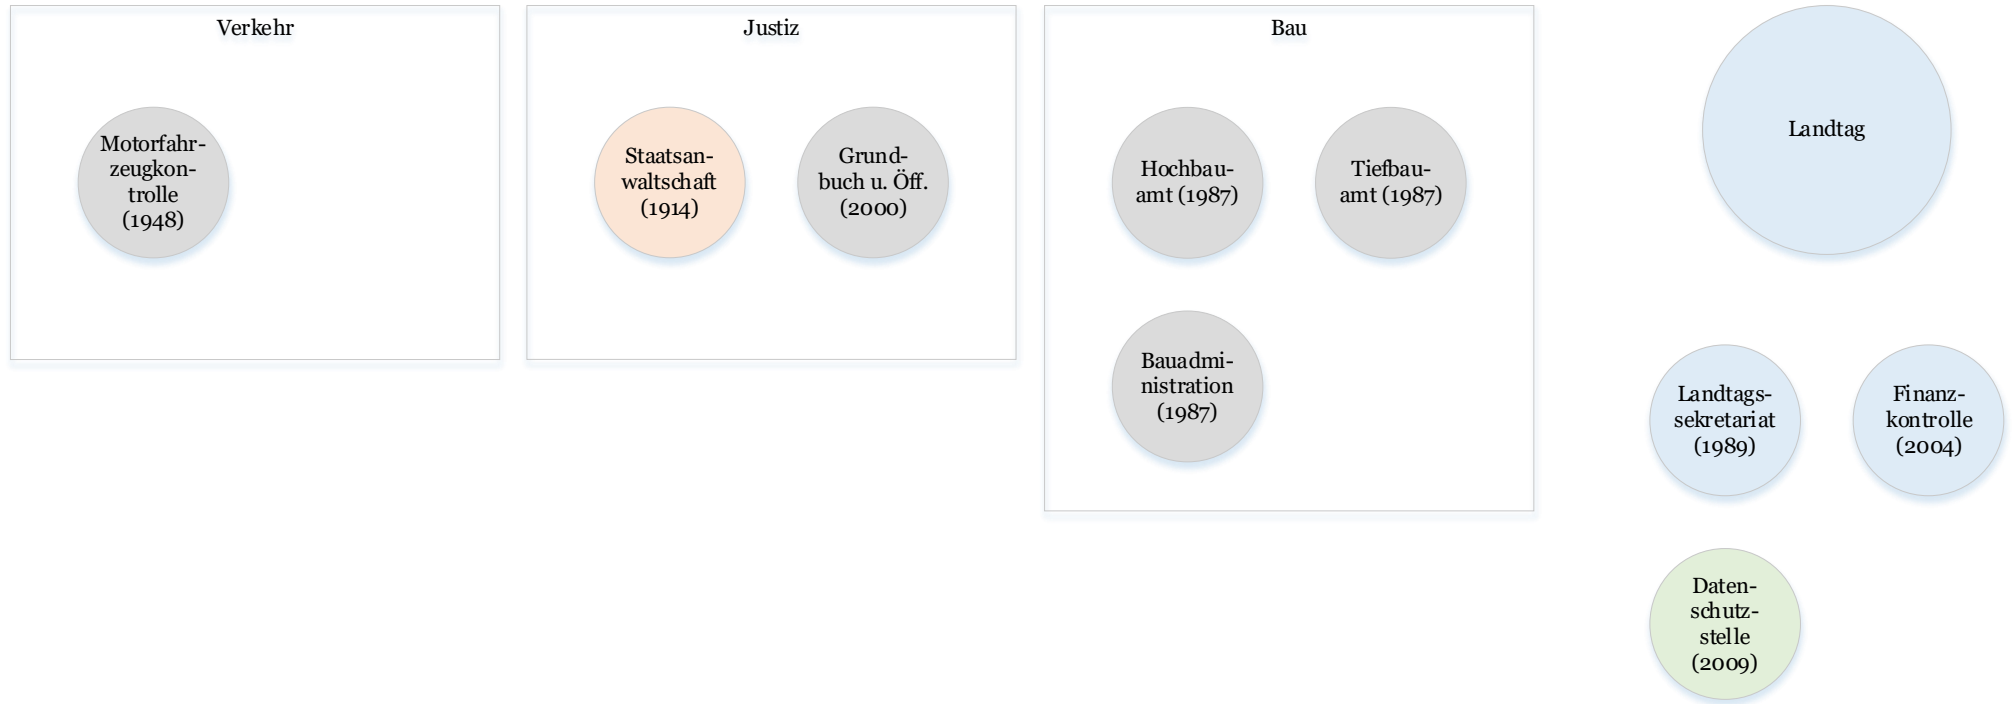 Verkehr
Motorfahr-
zeugkon-
trolle
(1948)
Justiz
Staatsan-
waltschaft
(1914)
Grund-
buch u. Öff.
(2000)
Bau
Hochbau-
amt (1987)
Tiefbau-
amt (1987)
Bauadmi-
nistration
(1987)
Landtag
Landtags-
sekretariat
(1989)
Finanz-
kontrolle
(2004)
Daten-
schutz-
stelle
(2009)